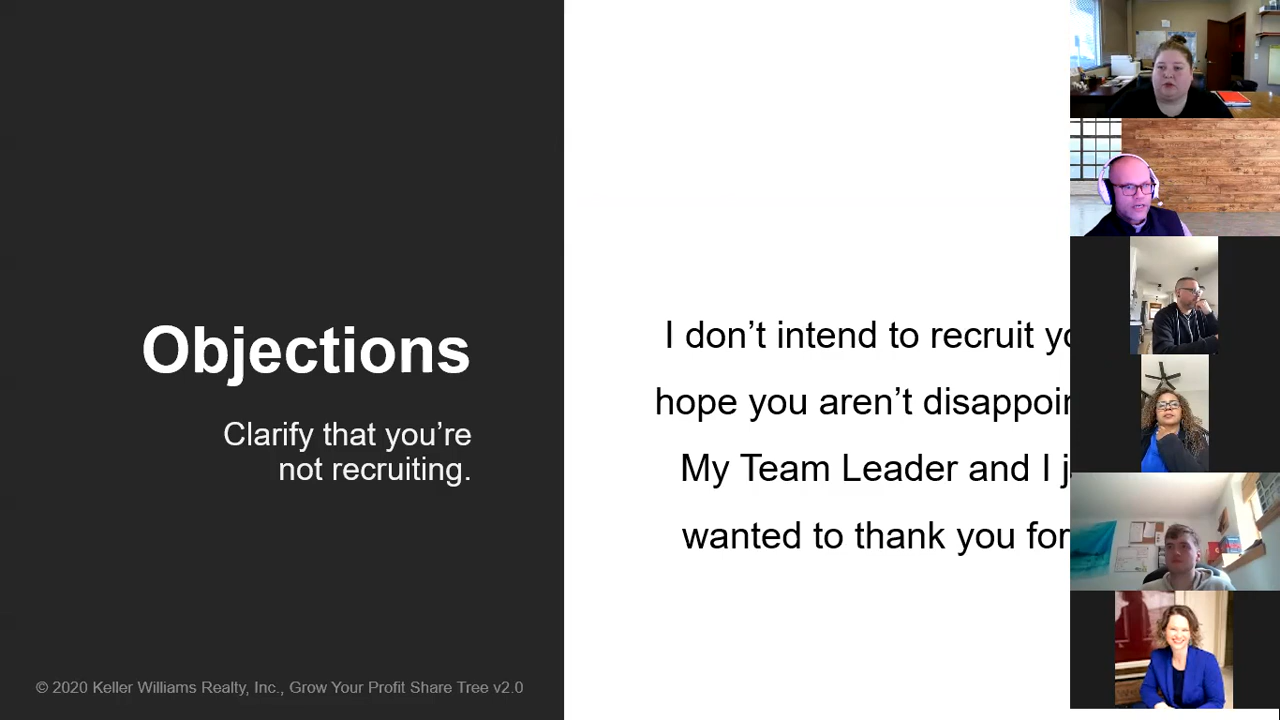 Objections
Clarify that you’re
not recruiting.
I don’t intend to recruit
hope you aren’t
My Team Leader and I
wanted to thank you for
© 2020 Keller Williams Realty, Inc., Grow Your Profit Share Tree v2.0